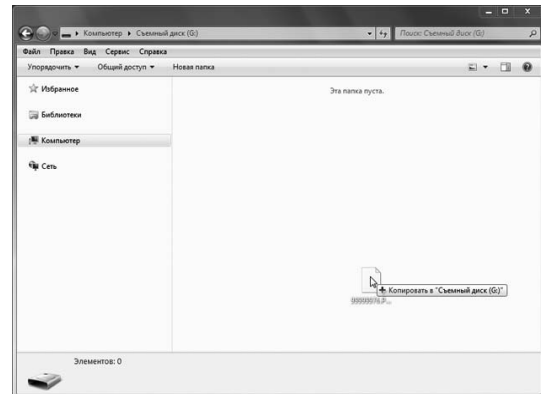 Компьютер ▸ Съемный диск (G:)
Поиск: Съемный диск (G:)
Файл Правка Вид Сервис Справка
Упорядочить Общий доступ Новая папка
Избранное
Эта папка пуста.
Библиотеки
Компьютер
Сеть
Копировать в "Съемный диск (G:)"
Элементов: 0